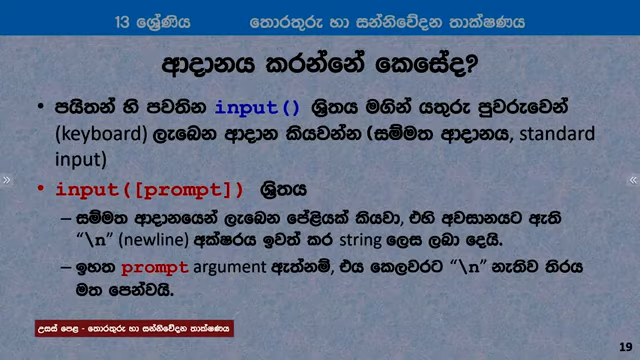 13 ශ්‍රේණිය තොරතුරු හා සන්නිවේදන තාක්ෂණය
ආදානය කරන්නේ කෙසේද?
• පයිතන් හි පවතින input() ශ්‍රිතය මගින් යතුරු පුවරුවෙන්
(keyboard) ලැබෙන ආදාන කියවන්න (සම්මත ආදානය, standard
input)
• input([prompt]) ශ්‍රිතය
– සම්මත ආදානයෙන් ලැබෙන පේළියක් කියවා, එහි අවසානයට ඇති
“\n” (newline) අක්ෂරය ඉවත් කර string ලෙස ලබා දෙයි.
– ඉහත prompt argument ඇත්නම්, එය කෙලවරට “\n” නැතිව තිරය
මත පෙන්වයි.
උසස් පෙළ - තොරතුරු හා සන්නිවේදන තාක්ෂණය
19